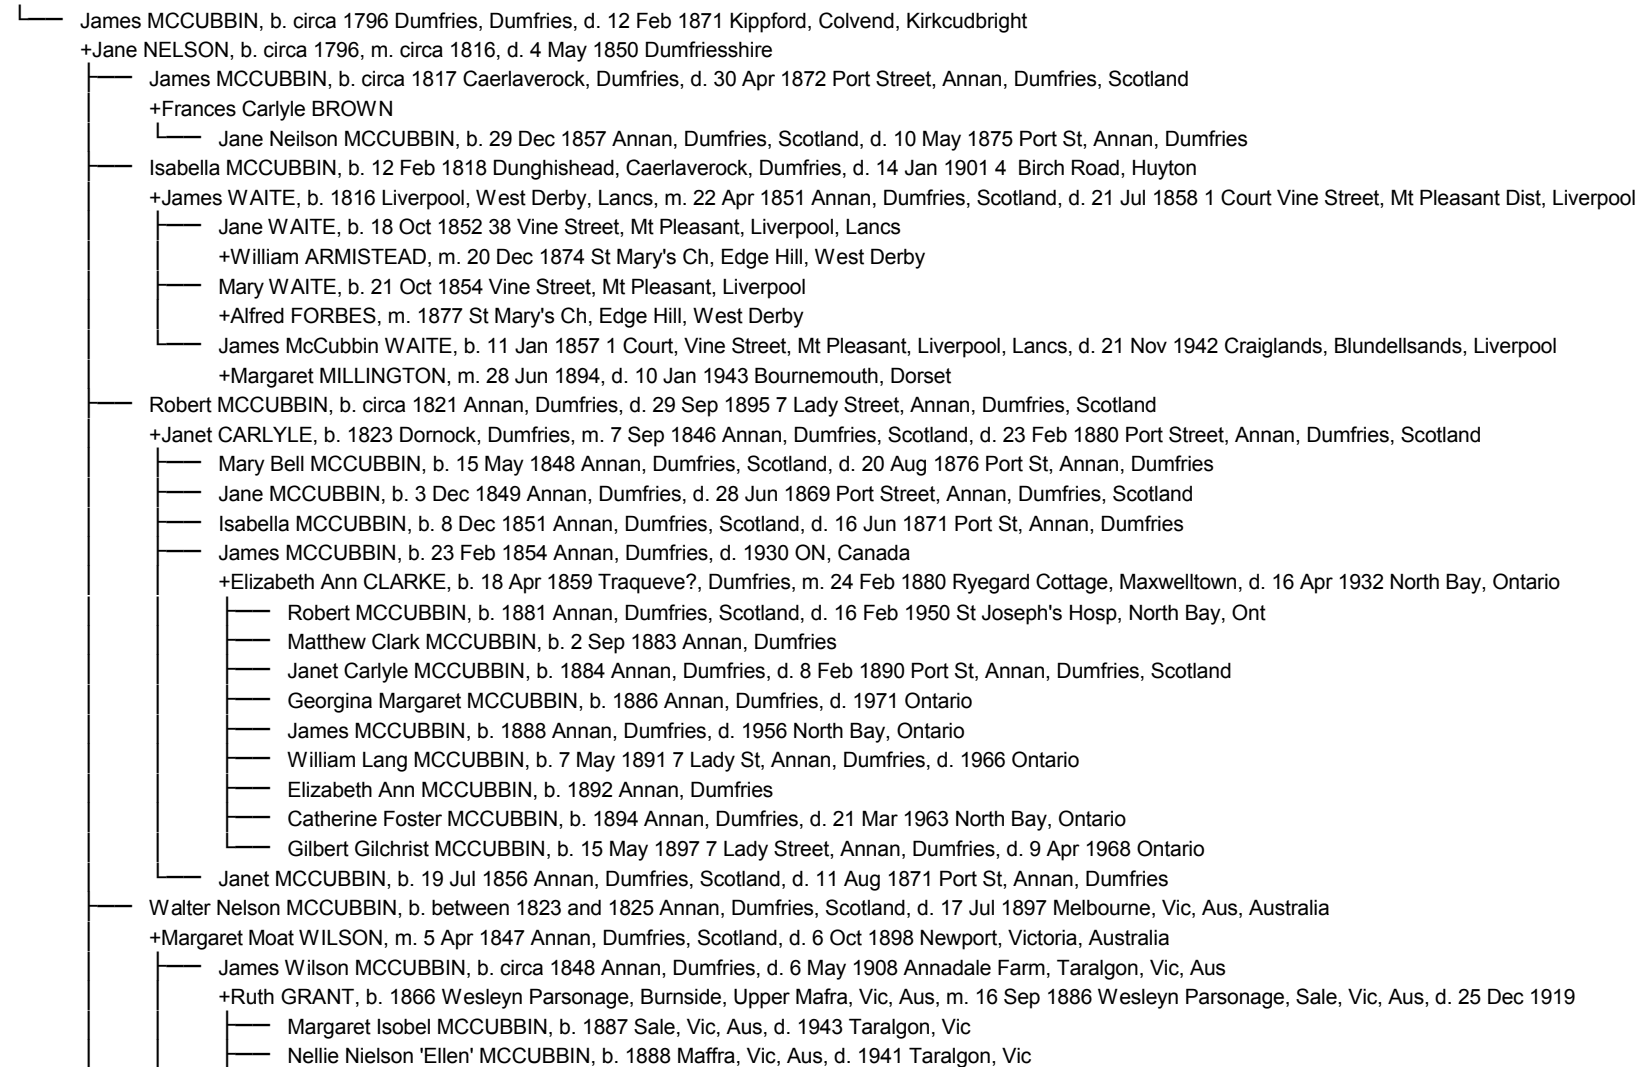 James MCCUBBIN, b. circa 1796 Dumfries, Dumfries, d. 12 Feb 1871 Kippford, Colvend, Kirkcudbright
+Jane NELSON, b. circa 1796, m. circa 1816, d. 4 May 1850 Dumfriesshire
James MCCUBBIN, b. circa 1817 Caerlaverock, Dumfries, d. 30 Apr 1872 Port Street, Annan, Dumfries, Scotland
+Frances Carlyle BROWN
Jane Neilson MCCUBBIN, b. 29 Dec 1857 Annan, Dumfries, Scotland, d. 10 May 1875 Port St, Annan, Dumfries
Isabella MCCUBBIN, b. 12 Feb 1818 Dunghishead, Caerlaverock, Dumfries, d. 14 Jan 1901 4  Birch Road, Huyton
+James WAITE, b. 1816 Liverpool, West Derby, Lancs, m. 22 Apr 1851 Annan, Dumfries, Scotland, d. 21 Jul 1858 1 Court Vine Street, Mt Pleasant Dist, Liverpool
Jane WAITE, b. 18 Oct 1852 38 Vine Street, Mt Pleasant, Liverpool, Lancs
+William ARMISTEAD, m. 20 Dec 1874 St Mary's Ch, Edge Hill, West Derby
Mary WAITE, b. 21 Oct 1854 Vine Street, Mt Pleasant, Liverpool
+Alfred FORBES, m. 1877 St Mary's Ch, Edge Hill, West Derby
James McCubbin WAITE, b. 11 Jan 1857 1 Court, Vine Street, Mt Pleasant, Liverpool, Lancs, d. 21 Nov 1942 Craiglands, Blundellsands, Liverpool
+Margaret MILLINGTON, m. 28 Jun 1894, d. 10 Jan 1943 Bournemouth, Dorset
Robert MCCUBBIN, b. circa 1821 Annan, Dumfries, d. 29 Sep 1895 7 Lady Street, Annan, Dumfries, Scotland
+Janet CARLYLE, b. 1823 Dornock, Dumfries, m. 7 Sep 1846 Annan, Dumfries, Scotland, d. 23 Feb 1880 Port Street, Annan, Dumfries, Scotland
Mary Bell MCCUBBIN, b. 15 May 1848 Annan, Dumfries, Scotland, d. 20 Aug 1876 Port St, Annan, Dumfries
Jane MCCUBBIN, b. 3 Dec 1849 Annan, Dumfries, d. 28 Jun 1869 Port Street, Annan, Dumfries, Scotland
Isabella MCCUBBIN, b. 8 Dec 1851 Annan, Dumfries, Scotland, d. 16 Jun 1871 Port St, Annan, Dumfries
James MCCUBBIN, b. 23 Feb 1854 Annan, Dumfries, d. 1930 ON, Canada
+Elizabeth Ann CLARKE, b. 18 Apr 1859 Traqueve?, Dumfries, m. 24 Feb 1880 Ryegard Cottage, Maxwelltown, d. 16 Apr 1932 North Bay, Ontario
Robert MCCUBBIN, b. 1881 Annan, Dumfries, Scotland, d. 16 Feb 1950 St Joseph's Hosp, North Bay, Ont
Matthew Clark MCCUBBIN, b. 2 Sep 1883 Annan, Dumfries
Janet Carlyle MCCUBBIN, b. 1884 Annan, Dumfries, d. 8 Feb 1890 Port St, Annan, Dumfries, Scotland
Georgina Margaret MCCUBBIN, b. 1886 Annan, Dumfries, d. 1971 Ontario
James MCCUBBIN, b. 1888 Annan, Dumfries, d. 1956 North Bay, Ontario
William Lang MCCUBBIN, b. 7 May 1891 7 Lady St, Annan, Dumfries, d. 1966 Ontario
Elizabeth Ann MCCUBBIN, b. 1892 Annan, Dumfries
Catherine Foster MCCUBBIN, b. 1894 Annan, Dumfries, d. 21 Mar 1963 North Bay, Ontario
Gilbert Gilchrist MCCUBBIN, b. 15 May 1897 7 Lady Street, Annan, Dumfries, d. 9 Apr 1968 Ontario
Janet MCCUBBIN, b. 19 Jul 1856 Annan, Dumfries, Scotland, d. 11 Aug 1871 Port St, Annan, Dumfries
Walter Nelson MCCUBBIN, b. between 1823 and 1825 Annan, Dumfries, Scotland, d. 17 Jul 1897 Melbourne, Vic, Aus, Australia
+Margaret Moat WILSON, m. 5 Apr 1847 Annan, Dumfries, Scotland, d. 6 Oct 1898 Newport, Victoria, Australia
James Wilson MCCUBBIN, b. circa 1848 Annan, Dumfries, d. 6 May 1908 Annadale Farm, Taralgon, Vic, Aus
+Ruth GRANT, b. 1866 Wesleyn Parsonage, Burnside, Upper Mafra, Vic, Aus, m. 16 Sep 1886 Wesleyn Parsonage, Sale, Vic, Aus, d. 25 Dec 1919
Margaret Isobel MCCUBBIN, b. 1887 Sale, Vic, Aus, d. 1943 Taralgon, Vic
Nellie Nielson 'Ellen' MCCUBBIN, b. 1888 Maffra, Vic, Aus, d. 1941 Taralgon, Vic